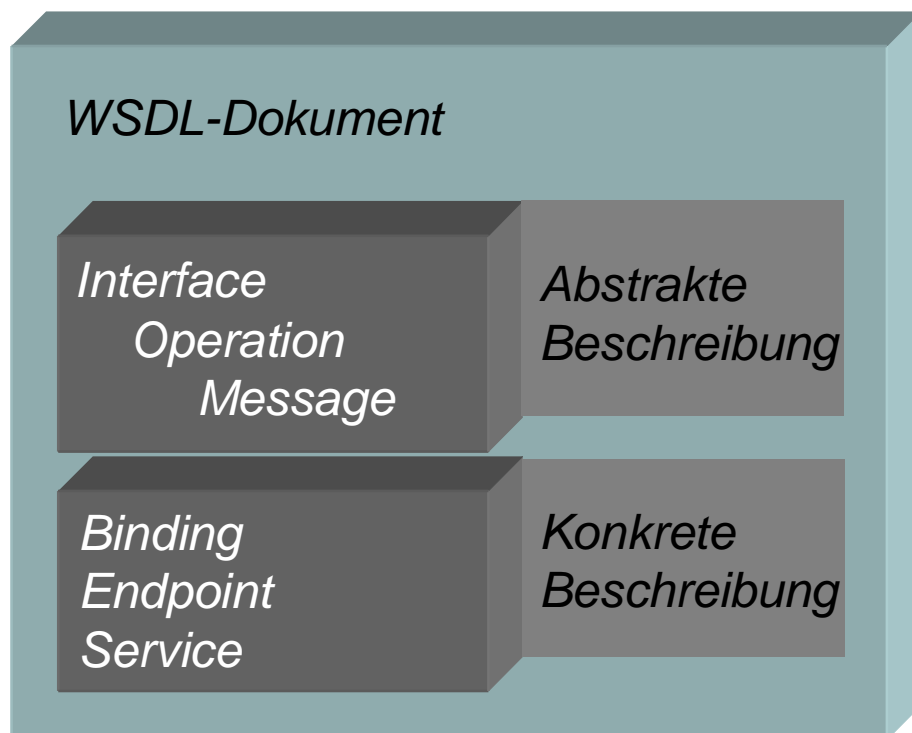 WSDL-Dokument
Interface
Operation
Message
Abstrakte
Beschreibung
Binding
Endpoint
Service
Konkrete
Beschreibung